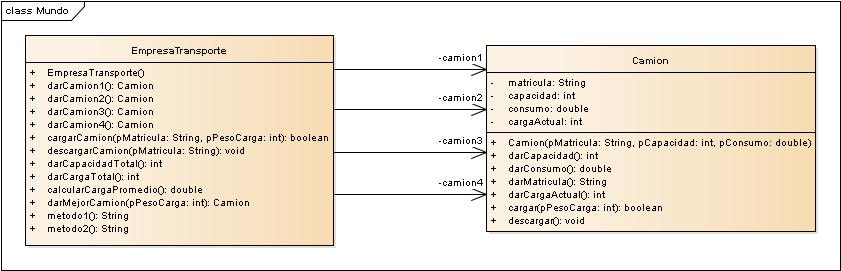 class Mundo
EmpresaTransporte
+ EmpresaTransporte()
+ darCamion1(): Camion
+ darCamion2(): Camion
+ darCamion3(): Camion
+ darCamion4(): Camion
+ cargarCamion(pMatricula: String, pPesoCarga: int): boolean
+ descargarCamion(pMatricula: String): void
+ darCapacidadTotal(): int
+ darCargaTotal(): int
+ calcularCargaPromedio(): double
+ darMejorCamion(pPesoCarga: int): Camion
+ metodo1(): String
+ metodo2(): String
-camion1
-camion2
-camion3
-camion4
Camion
- matricula: String
- capacidad: int
- consumo: double
- cargaActual: int
+ Camion(pMatricula: String, pCapacidad: int, pConsumo: double)
+ darCapacidad(): int
+ darConsumo(): double
+ darMatricula(): String
+ darCargaActual(): int
+ cargar(pPesoCarga: int): boolean
+ descargar(): void